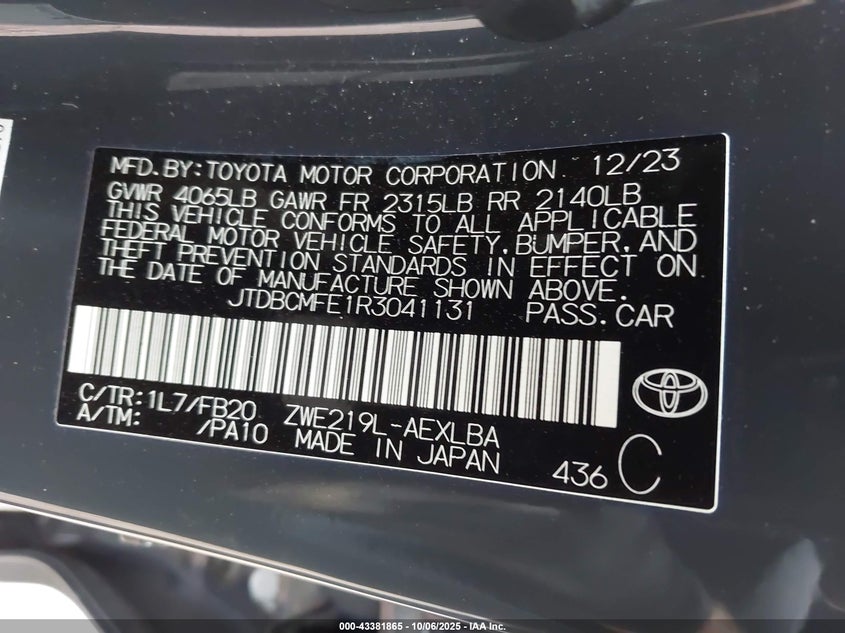 MFD.BY:TOYOTA MOTOR CORPORATION 12/23
GVWR 4065LB GAWR FR 2315LB RR 2140LB
THIS VEHICLE CONFORMS TO ALL APPLICABLE
FEDERAL MOTOR VEHICLE SAFETY,BUMPER,AND
THEFT PREVENTION STANDARDS IN EFFECT ON
THE DATE OF MANUFACTURE SHOWN ABOVE.
JTDBCMFE1R3041131 PASS.CAR
C/TR:1L7/FB20 ZWE219L-AEXLBA
A/TM: /PA10 MADE IN JAPAN
436 C
000-43381865 - 10/06/2025 - IAA Inc.